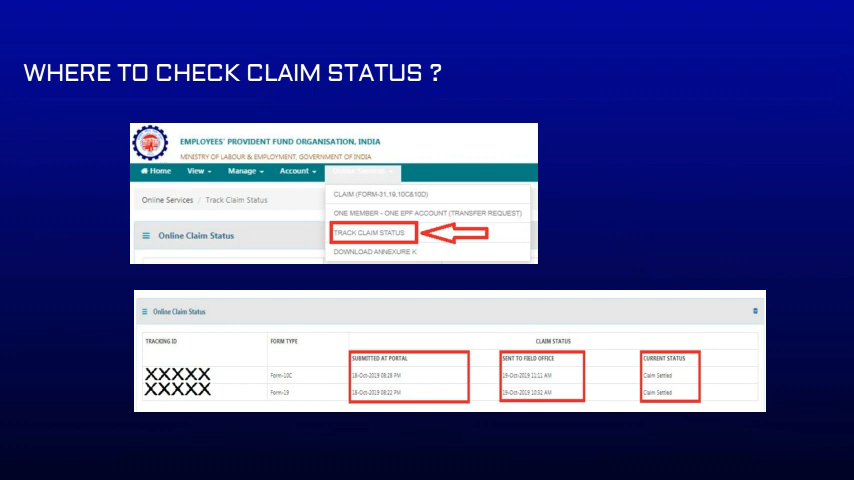 WHERE TO CHECK CLAIM STATUS ?
EMPLOYEES' PROVIDENT FUND ORGANISATION, INDIA
MINISTRY OF LABOUR & EMPLOYMENT, GOVERNMENT OF INDIA
Home View Manage Account
Online Services / Track Claim Status
CLAIM (FORM-31,19,10C&10D)
ONE MEMBER - ONE EPF ACCOUNT (TRANSFER REQUEST)
TRACK CLAIM STATUS
DOWNLOAD ANNEXURE K
Online Claim Status
Online Claim Status
TRACKING ID FORM TYPE CLAIM STATUS
SUBMITTED AT PORTAL SENT TO FIELD OFFICE CURRENT STATUS
XXXXX Form-10C 18-Oct-2019 08:28 PM 19-Oct-2019 11:11 AM Claim Settled
XXXXX Form-19 18-Oct-2019 08:22 PM 19-Oct-2019 10:32 AM Claim Settled